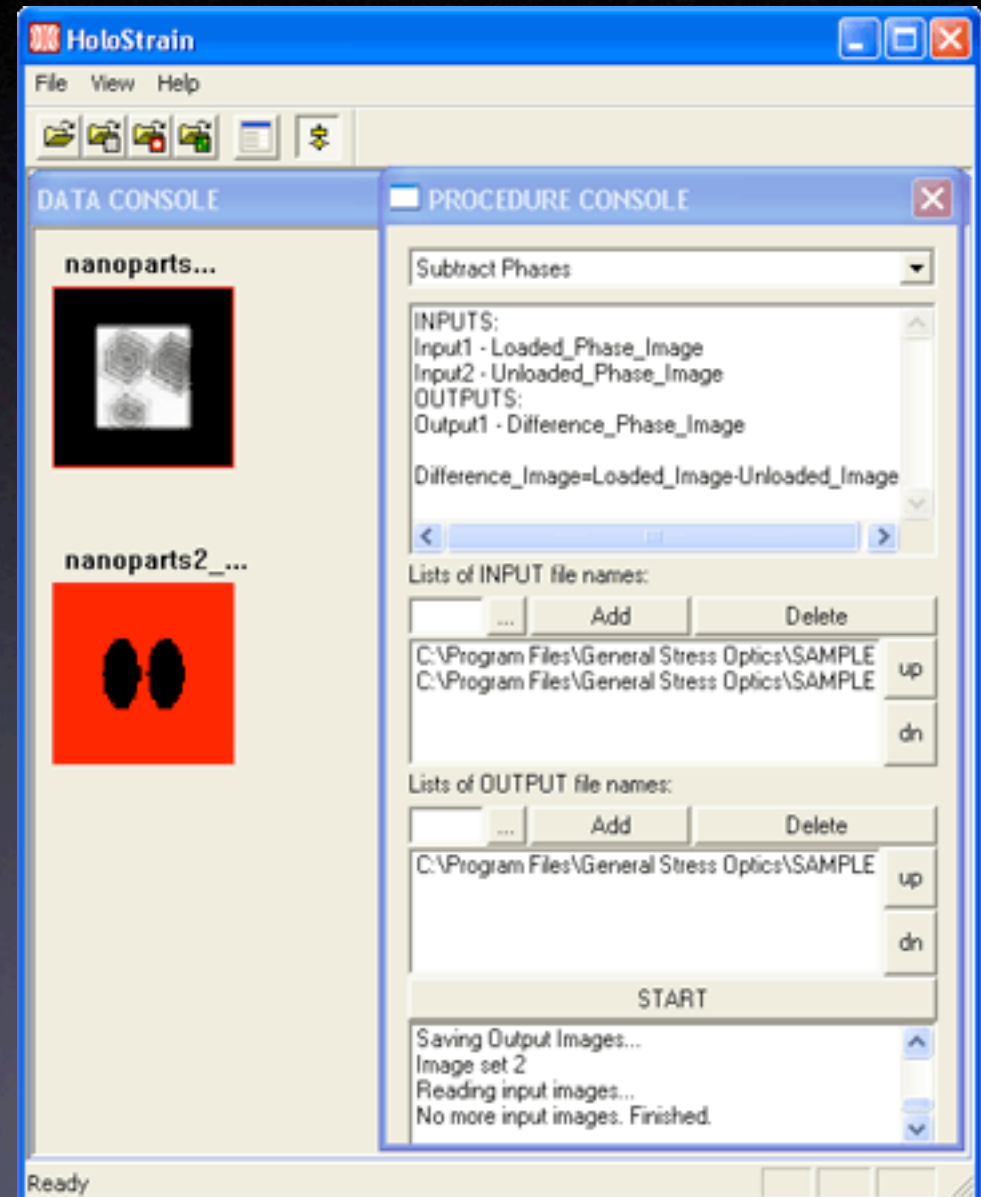 HoloStrain
File View Help
DATA CONSOLE
nanoparts...
nanoparts2_...
PROCEDURE CONSOLE
Subtract Phases
INPUTS:
Input1 - Loaded_Phase_Image
Input2 - Unloaded_Phase_Image
OUTPUTS:
Output1 - Difference_Phase_Image
Difference_Image=Loaded_Image-Unloaded_Image
Lists of INPUT file names:
... Add Delete
C:\Program Files\General Stress Optics\SAMPLE
C:\Program Files\General Stress Optics\SAMPLE
up
dn
Lists of OUTPUT file names:
... Add Delete
C:\Program Files\General Stress Optics\SAMPLE
up
dn
START
Saving Output Images...
Image set 2
Reading input images...
No more input images. Finished.
Ready